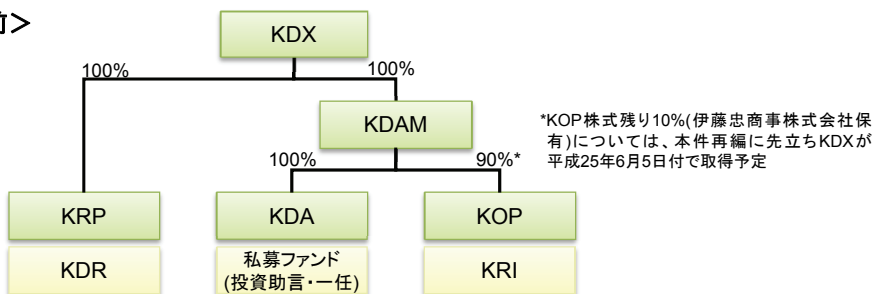 前＞
KDX
100%
100%
KDAM
*KOP株式残り10%(伊藤忠商事株式会社保
有)については、本件再編に先立ちKDXが
平成25年6月5日付で取得予定
100%
90%*
KRP
KDA
KOP
KDR
私募ファンド
(投資助言・一任)
KRI